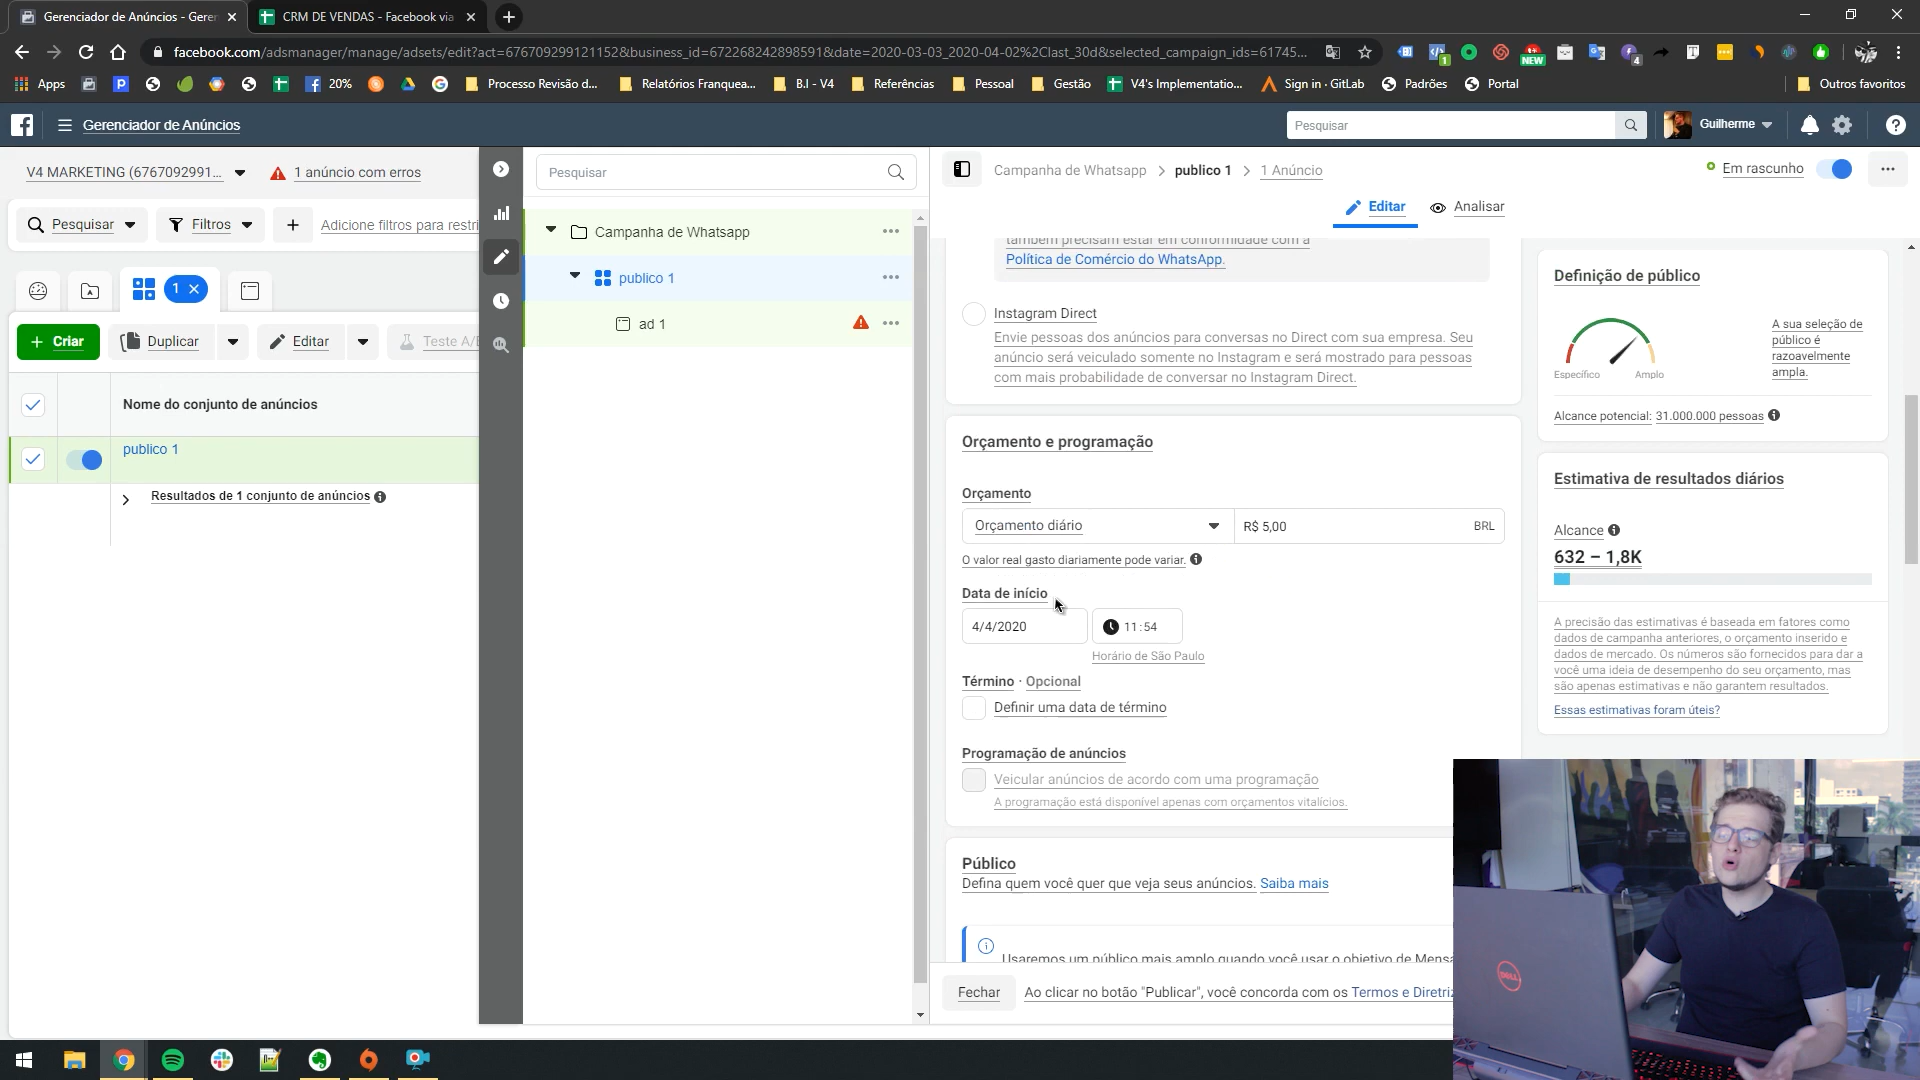 Gerenciador de Anúncios - Geren
CRM DE VENDAS - Facebook via
facebook.com/adsmanager/manage/adsets/edit?act=676709299121152&business_id=672268242898591&date=2020-03-03_2020-04-02%2Clast_30d&selected_campaign_ids=61745...
1
NEW
4
Apps
20%
Processo Revisão d...
Relatórios Franquea...
B.I - V4
Referências
Pessoal
Gestão
V4's Implementatio...
Sign in · GitLab
Padrões
Portal
Outros favoritos
Gerenciador de Anúncios
Pesquisar
Guilherme
V4 MARKETING (6767092991...
1 anúncio com erros
Pesquisar
Campanha de Whatsapp
publico 1
1 Anúncio
Em rascunho
Pesquisar
Filtros
Adicione filtros para restri
Editar
Analisar
Campanha de Whatsapp
publico 1
ad 1
1
Criar
Duplicar
Editar
Teste A/B
Nome do conjunto de anúncios
publico 1
Resultados de 1 conjunto de anúncios
também precisam estar em conformidade com a
Política de Comércio do WhatsApp.
Instagram Direct
Envie pessoas dos anúncios para conversas no Direct com sua empresa. Seu
anúncio será veiculado somente no Instagram e será mostrado para pessoas
com mais probabilidade de conversar no Instagram Direct.
Orçamento e programação
Orçamento
Orçamento diário
R$ 5,00
BRL
O valor real gasto diariamente pode variar.
Data de início
4/4/2020
11:54
Horário de São Paulo
Término · Opcional
Definir uma data de término
Programação de anúncios
Veicular anúncios de acordo com uma programação
A programação está disponível apenas com orçamentos vitalícios.
Público
Defina quem você quer que veja seus anúncios. Saiba mais
Usaremos um público mais amplo quando você usar o objetivo de Mensa
Fechar
Ao clicar no botão "Publicar", você concorda com os Termos e Diretriz
Definição de público
Específico
Amplo
A sua seleção de
público é
razoavelmente
ampla.
Alcance potencial: 31.000.000 pessoas
Estimativa de resultados diários
Alcance
632 – 1,8K
A precisão das estimativas é baseada em fatores como
dados de campanha anteriores, o orçamento inserido e
dados de mercado. Os números são fornecidos para dar a
você uma ideia de desempenho do seu orçamento, mas
são apenas estimativas e não garantem resultados.
Essas estimativas foram úteis?
DELL